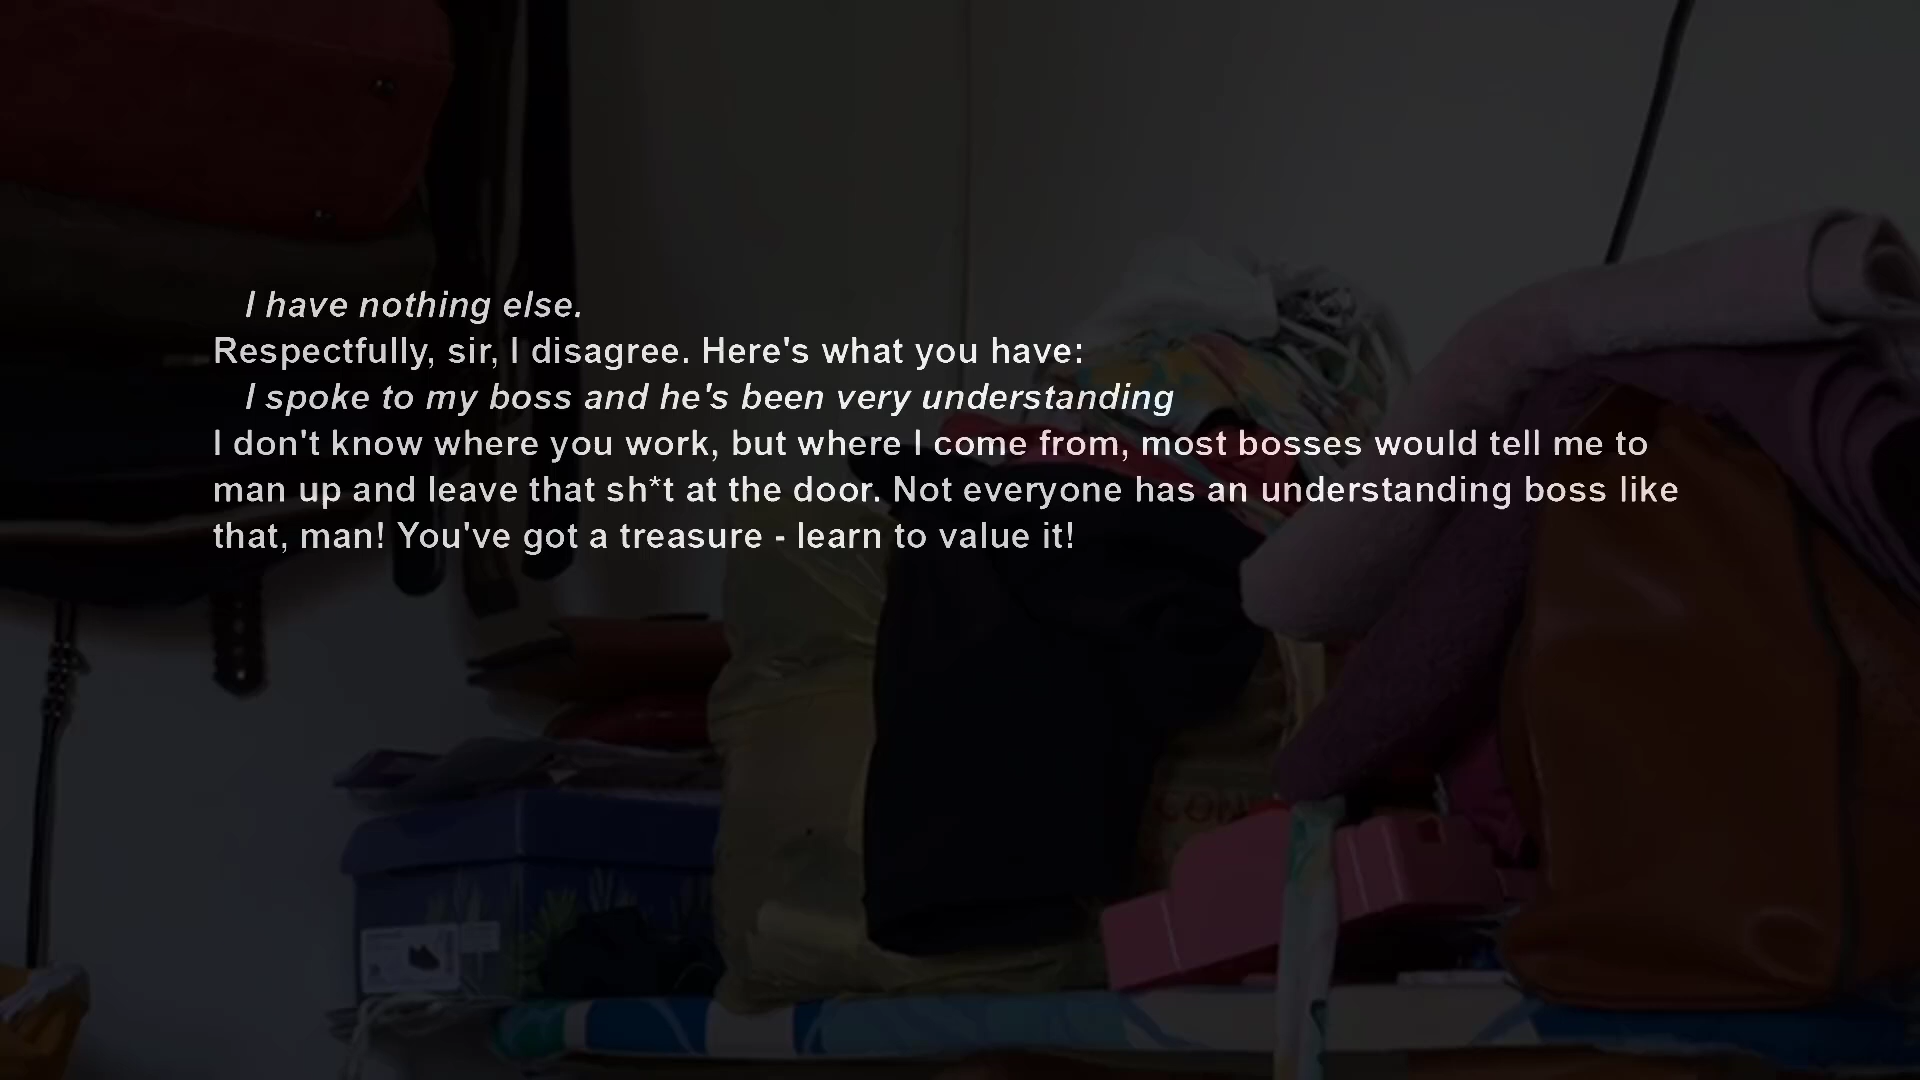 I have nothing else.
Respectfully, sir, I disagree. Here's what you have:
I spoke to my boss and he's been very understanding
I don't know where you work, but where I come from, most bosses would tell me to
man up and leave that sh*t at the door. Not everyone has an understanding boss like
that, man! You've got a treasure - learn to value it!